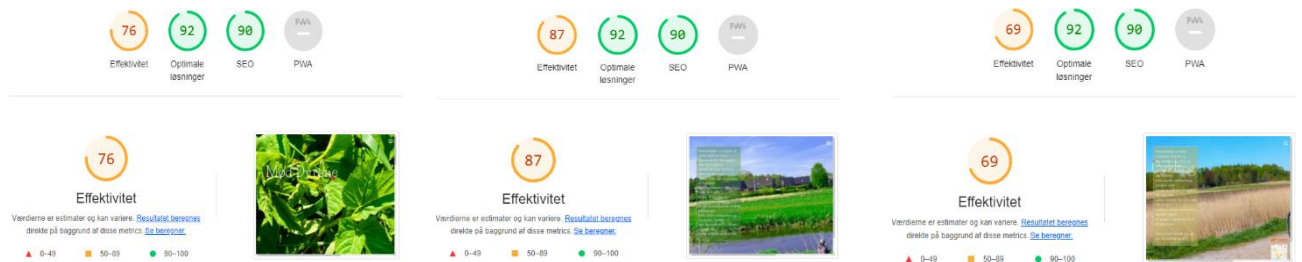 76
92
90
PWA
Effektivitet
Optimale
løsninger
SEO
PWA
76
Effektivitet
Værdierne er estimater og kan variere. Resultatet beregnes
direkte på baggrund af disse metrics. Se beregner.
0–49
50–89
90–100
Mød Dyrene
87
92
90
PWA
Effektivitet
Optimale
løsninger
SEO
PWA
87
Effektivitet
Værdierne er estimater og kan variere. Resultatet beregnes
direkte på baggrund af disse metrics. Se beregner.
0–49
50–89
90–100
69
92
90
PWA
Effektivitet
Optimale
løsninger
SEO
PWA
69
Effektivitet
Værdierne er estimater og kan variere. Resultatet beregnes
direkte på baggrund af disse metrics. Se beregner.
0–49
50–89
90–100